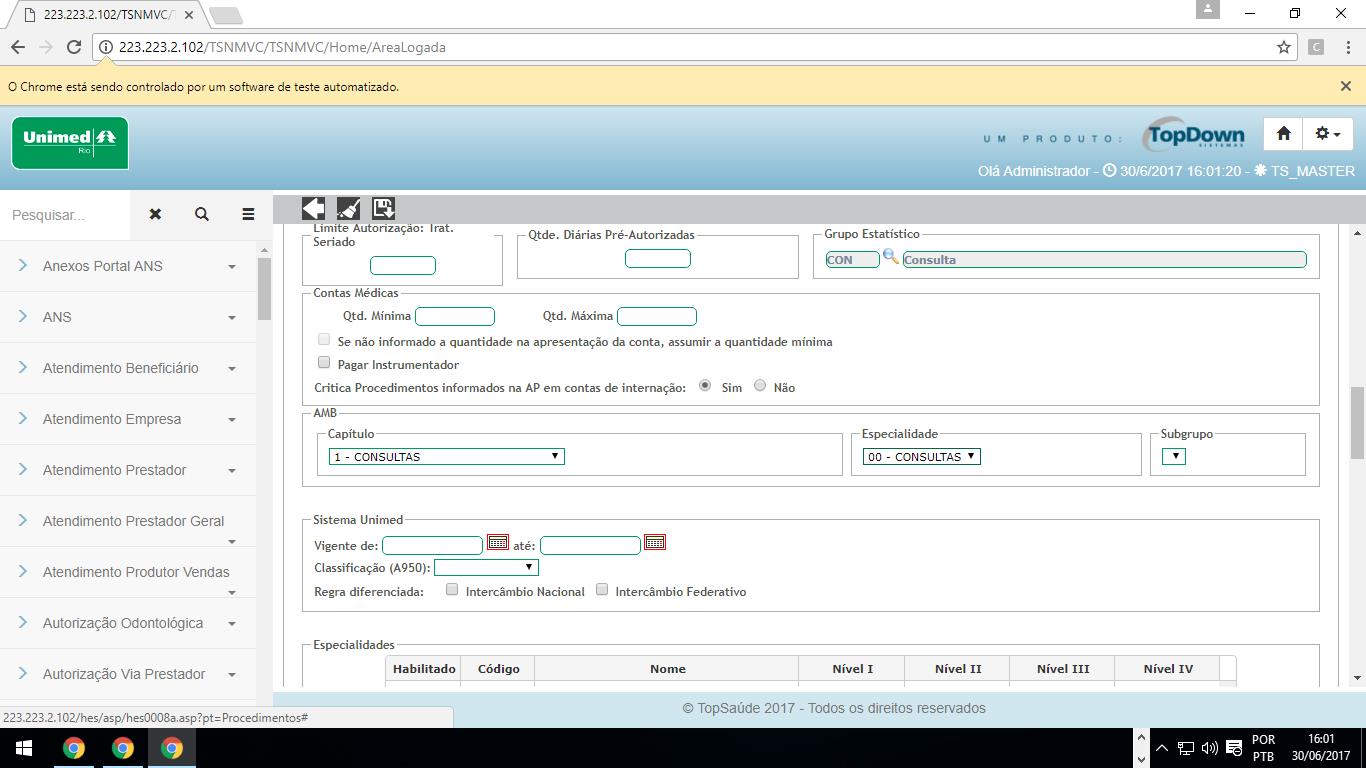 223.223.2.102/TSNMVC/T
223.223.2.102/TSNMVC/TSNMVC/Home/AreaLogada
C
O Chrome está sendo controlado por um software de teste automatizado.
Unimed
Rio
UM PRODUTO:
TopDown
SISTEMAS
Olá Administrador - 30/6/2017 16:01:20 - TS_MASTER
Pesquisar...
Anexos Portal ANS
ANS
Atendimento Beneficiário
Atendimento Empresa
Atendimento Prestador
Atendimento Prestador Geral
Atendimento Produtor Vendas
Autorização Odontológica
Autorização Via Prestador
Limite Autorização: Trat.
Seriado
Qtde. Diárias Pré-Autorizadas
Grupo Estatístico
CON Consulta
Contas Médicas
Qtd. Mínima Qtd. Máxima
Se não informado a quantidade na apresentação da conta, assumir a quantidade mínima
Pagar Instrumentador
Critica Procedimentos informados na AP em contas de internação: Sim Não
AMB
Capítulo Especialidade Subgrupo
1 - CONSULTAS 00 - CONSULTAS
Sistema Unimed
Vigente de: até:
Classificação (A950):
Regra diferenciada: Intercâmbio Nacional Intercâmbio Federativo
Especialidades
Habilitado Código Nome Nível I Nível II Nível III Nível IV
© TopSaúde 2017 - Todos os direitos reservados
223.223.2.102/hes/asp/hes0008a.asp?pt=Procedimentos#
POR
PTB
16:01
30/06/2017